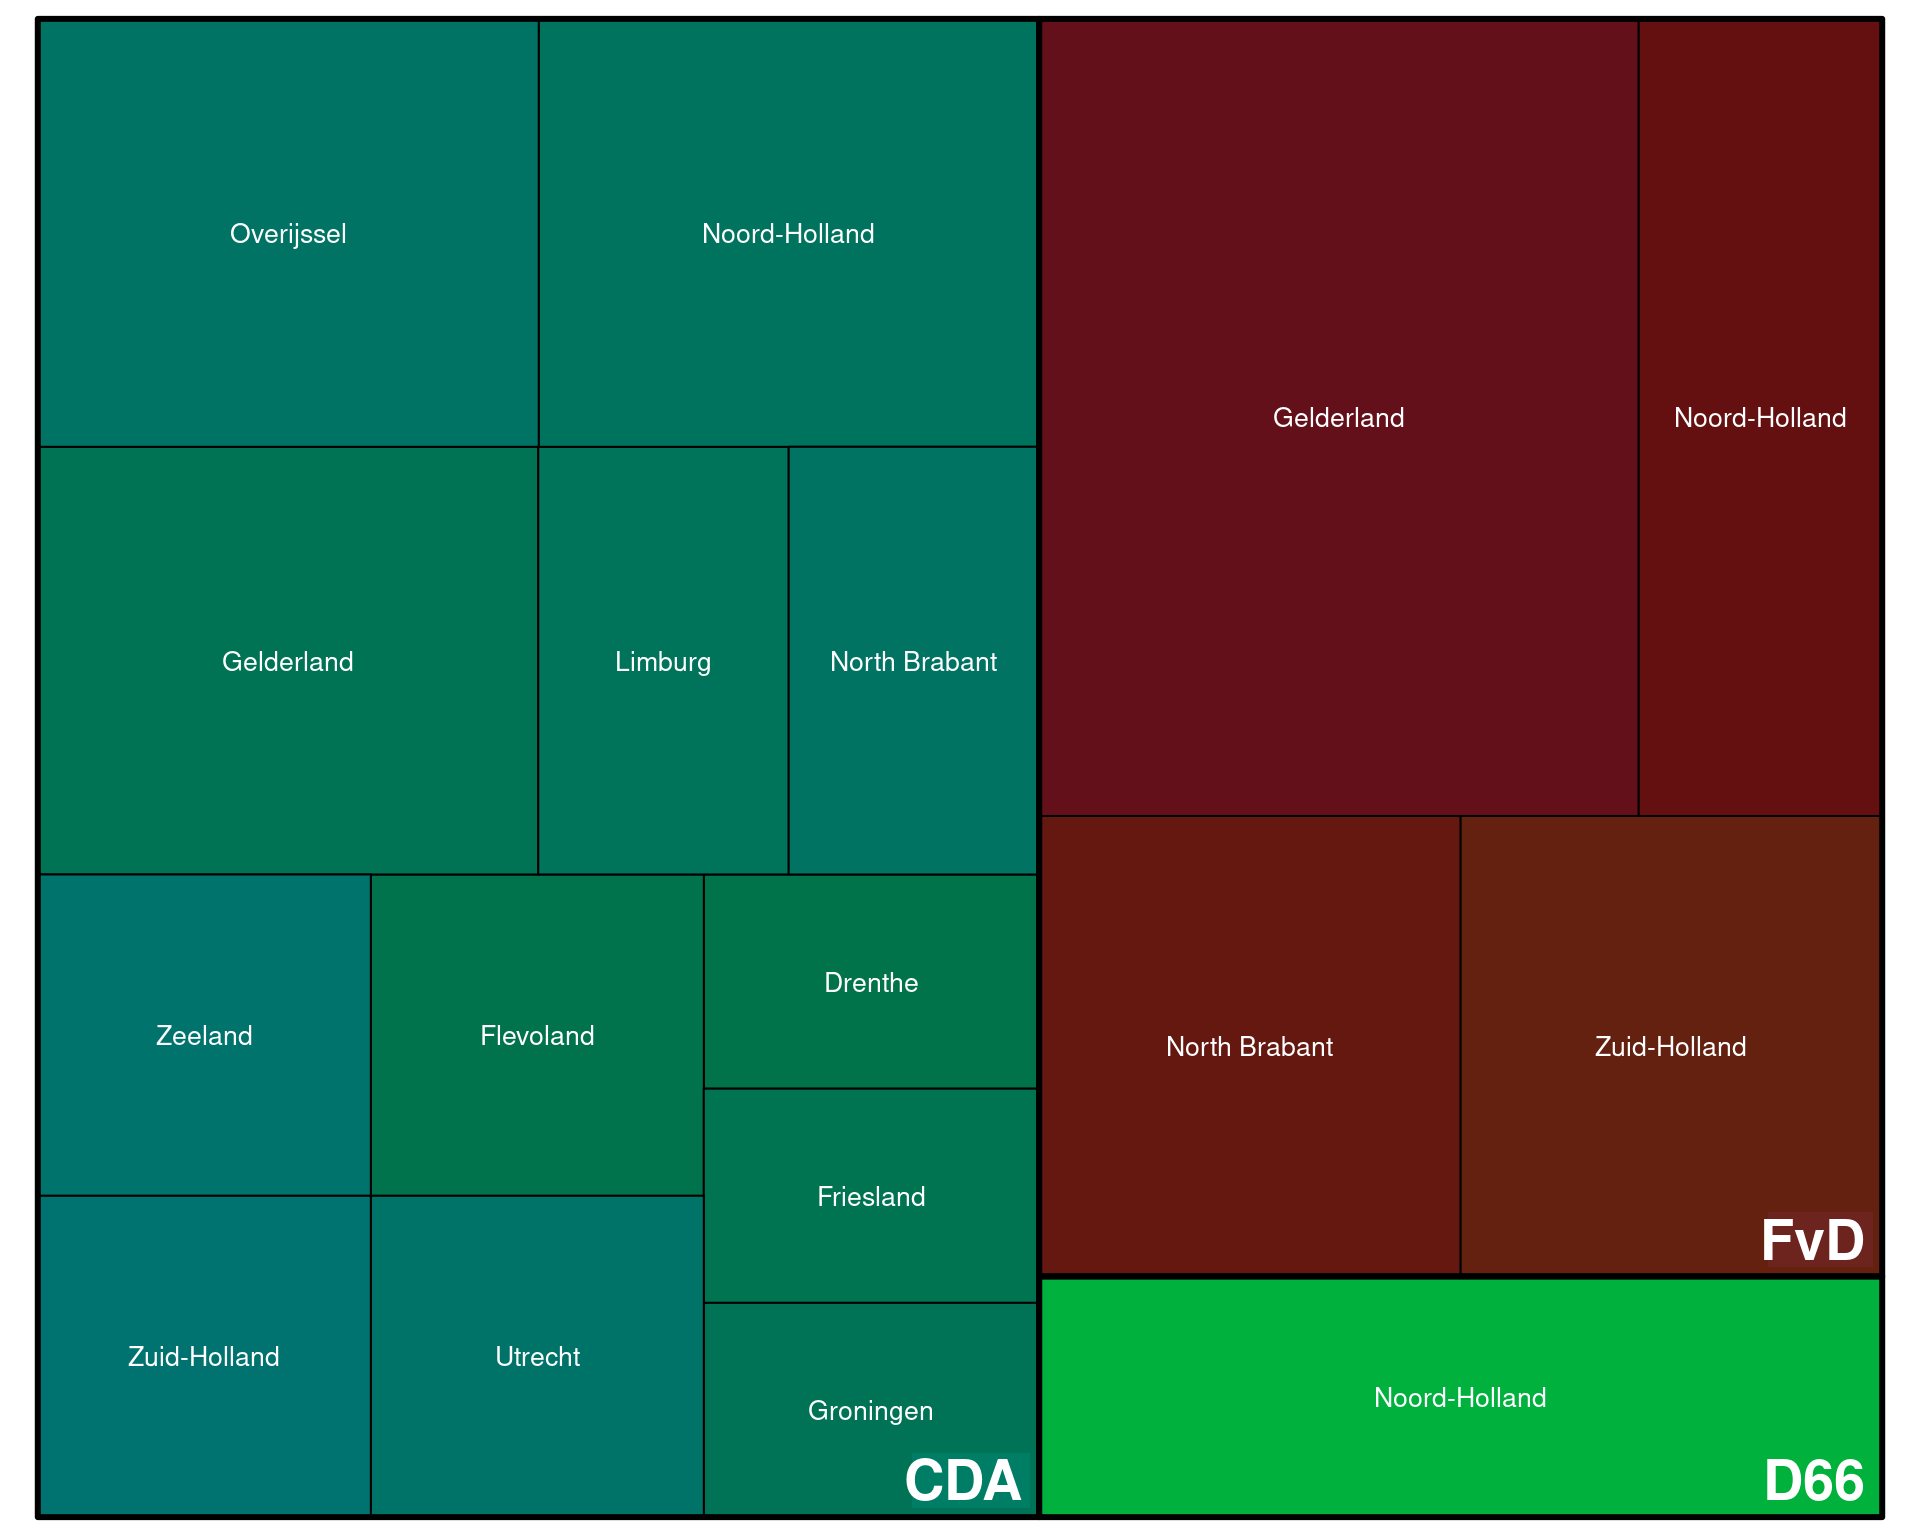 Overijssel
Noord-Holland
Gelderland
Limburg
North Brabant
Zeeland
Flevoland
Drenthe
Friesland
Zuid-Holland
Utrecht
Groningen
CDA
Gelderland
Noord-Holland
North Brabant
Zuid-Holland
FvD
Noord-Holland
D66